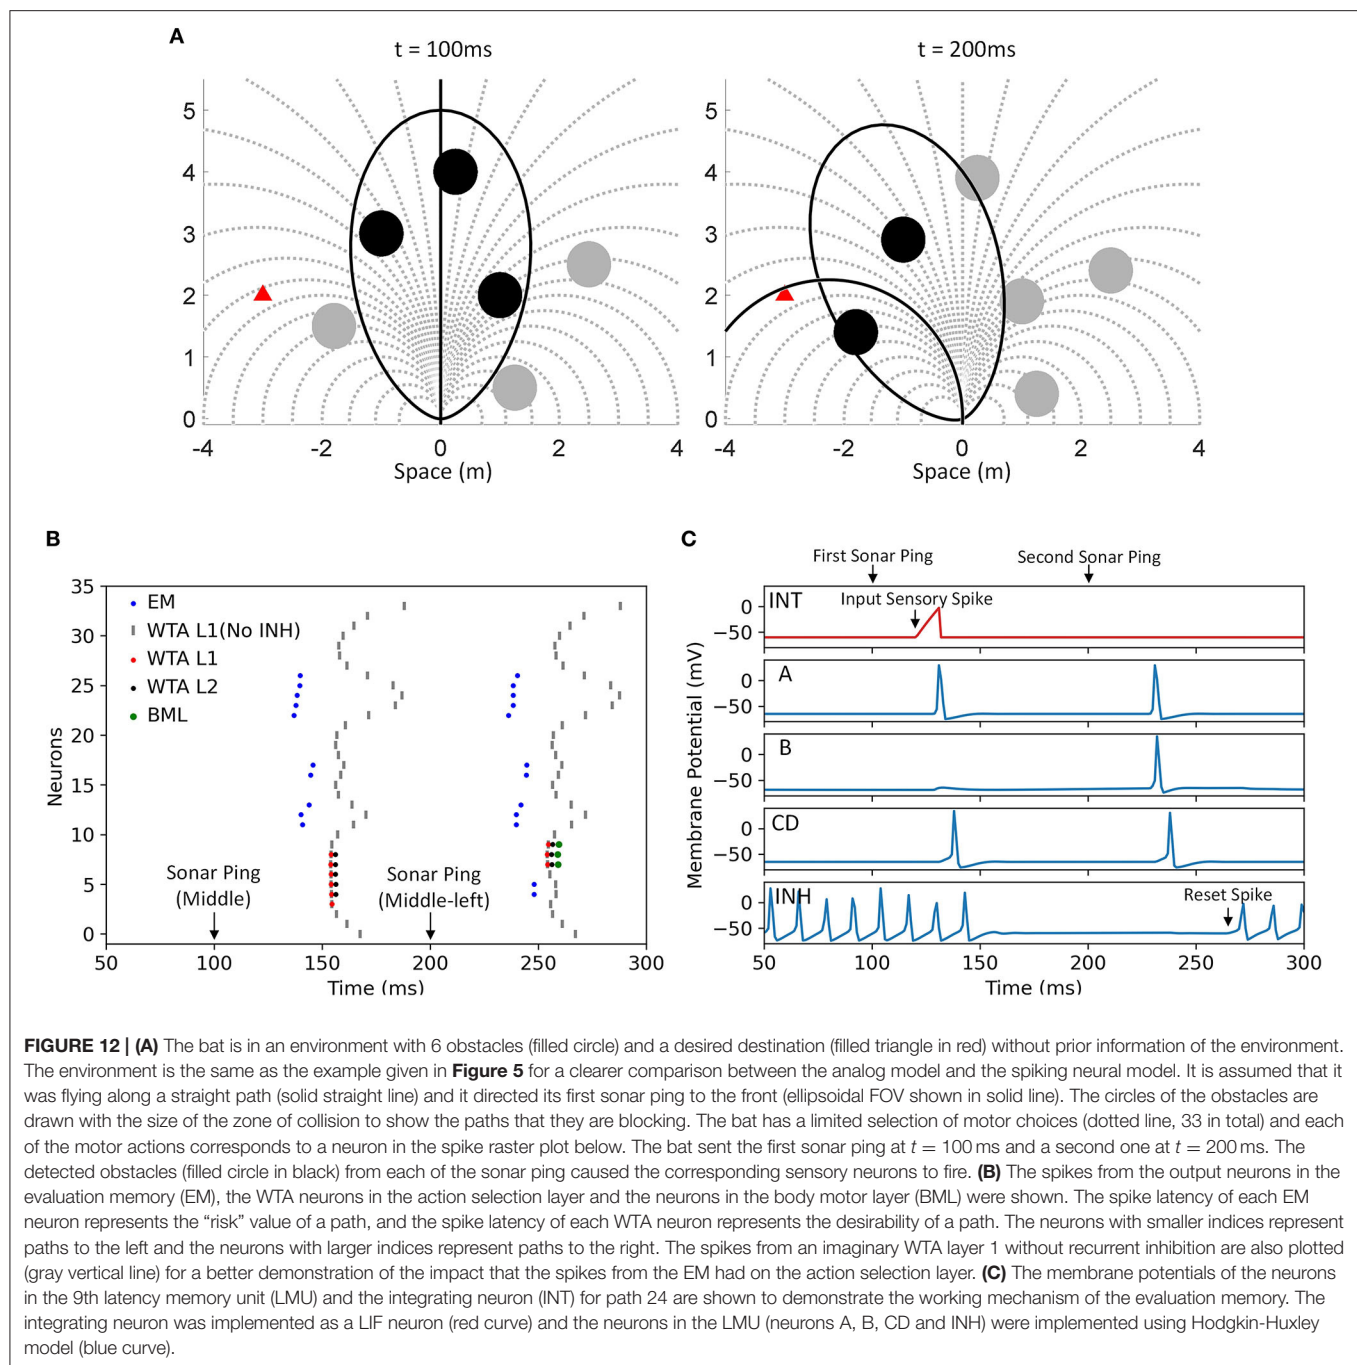 A
t = 100ms
t = 200ms
5
4
3
2
1
0
-4
-2
0
2
4
Space (m)
5
4
3
2
1
0
-4
-2
0
2
4
Space (m)
B
35
30
25
20
15
10
5
0
Neurons
EM
WTA L1(No INH)
WTA L1
WTA L2
BML
Sonar Ping
(Middle)
Sonar Ping
(Middle-left)
50
100
150
200
250
300
Time (ms)
C
First Sonar Ping
Second Sonar Ping
Membrane Potential (mV)
INT
Input Sensory Spike
0
−50
A
0
−50
B
0
−50
CD
0
−50
INH
Reset Spike
0
−50
50
100
150
200
250
300
Time (ms)
FIGURE 12 | (A) The bat is in an environment with 6 obstacles (filled circle) and a desired destination (filled triangle in red) without prior information of the environment.
The environment is the same as the example given in Figure 5 for a clearer comparison between the analog model and the spiking neural model. It is assumed that it
was flying along a straight path (solid straight line) and it directed its first sonar ping to the front (ellipsoidal FOV shown in solid line). The circles of the obstacles are
drawn with the size of the zone of collision to show the paths that they are blocking. The bat has a limited selection of motor choices (dotted line, 33 in total) and each
of the motor actions corresponds to a neuron in the spike raster plot below. The bat sent the first sonar ping at t = 100 ms and a second one at t = 200 ms. The
detected obstacles (filled circle in black) from each of the sonar ping caused the corresponding sensory neurons to fire. (B) The spikes from the output neurons in the
evaluation memory (EM), the WTA neurons in the action selection layer and the neurons in the body motor layer (BML) were shown. The spike latency of each EM
neuron represents the “risk” value of a path, and the spike latency of each WTA neuron represents the desirability of a path. The neurons with smaller indices represent
paths to the left and the neurons with larger indices represent paths to the right. The spikes from an imaginary WTA layer 1 without recurrent inhibition are also plotted
(gray vertical line) for a better demonstration of the impact that the spikes from the EM had on the action selection layer. (C) The membrane potentials of the neurons
in the 9th latency memory unit (LMU) and the integrating neuron (INT) for path 24 are shown to demonstrate the working mechanism of the evaluation memory. The
integrating neuron was implemented as a LIF neuron (red curve) and the neurons in the LMU (neurons A, B, CD and INH) were implemented using Hodgkin-Huxley
model (blue curve).